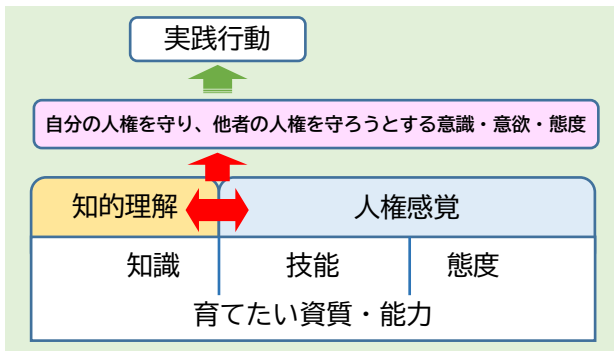 実践行動
自分の人権を守り、他者の人権を守ろうとする意識・意欲・態度
知的理解 人権感覚
知識 技能 態度
育てたい資質・能力